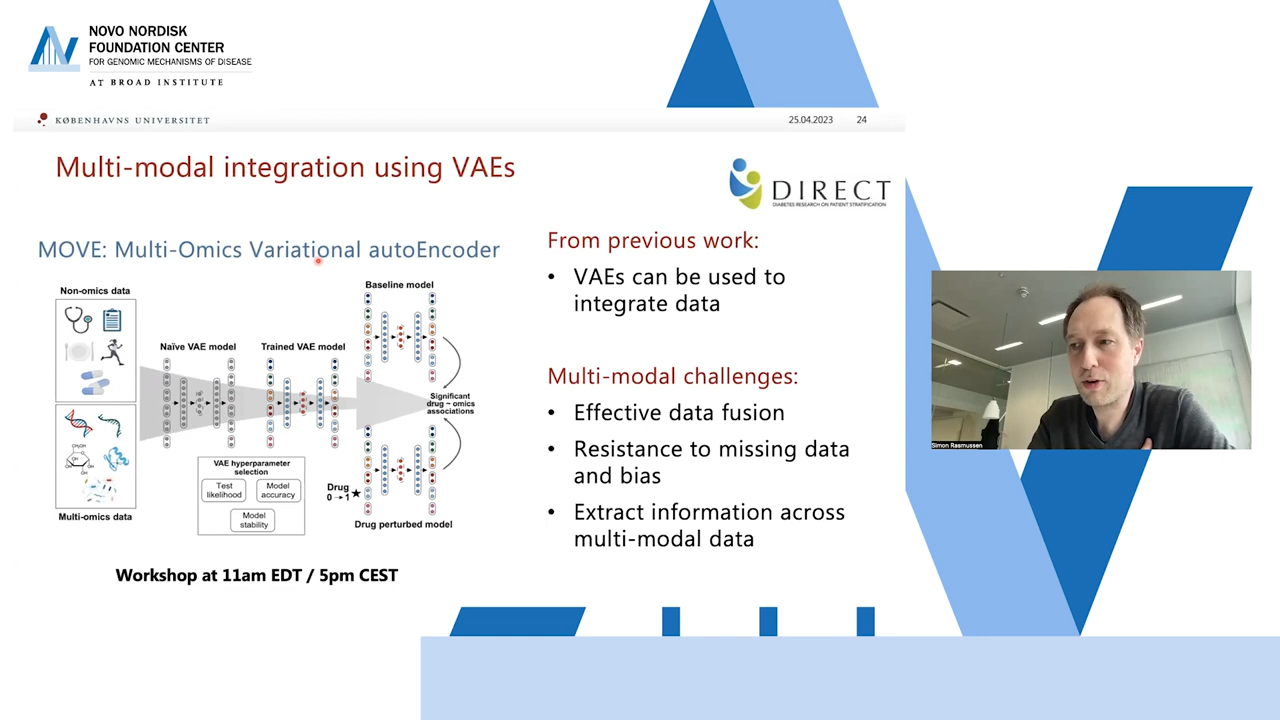 NOVO NORDISK
FOUNDATION CENTER
FOR GENOMIC MECHANISMS OF DISEASE
AT BROAD INSTITUTE
KØBENHAVNS UNIVERSITET
25.04.2023
24
Multi-modal integration using VAEs
DIRECT
DIABETES RESEARCH ON PATIENT STRATIFICATION
MOVE: Multi-Omics Variational autoEncoder
Non-omics data
Multi-omics data
CH₂OH
OH
OH
OH
Naïve VAE model
Trained VAE model
Baseline model
Significant
drug ~ omics
associations
VAE hyperparameter
selection
Test
likelihood
Model
accuracy
Model
stability
Drug
0→1
Drug perturbed model
Workshop at 11am EDT / 5pm CEST
From previous work:
• VAEs can be used to
integrate data
Multi-modal challenges:
• Effective data fusion
• Resistance to missing data
and bias
• Extract information across
multi-modal data
Simon Rasmussen